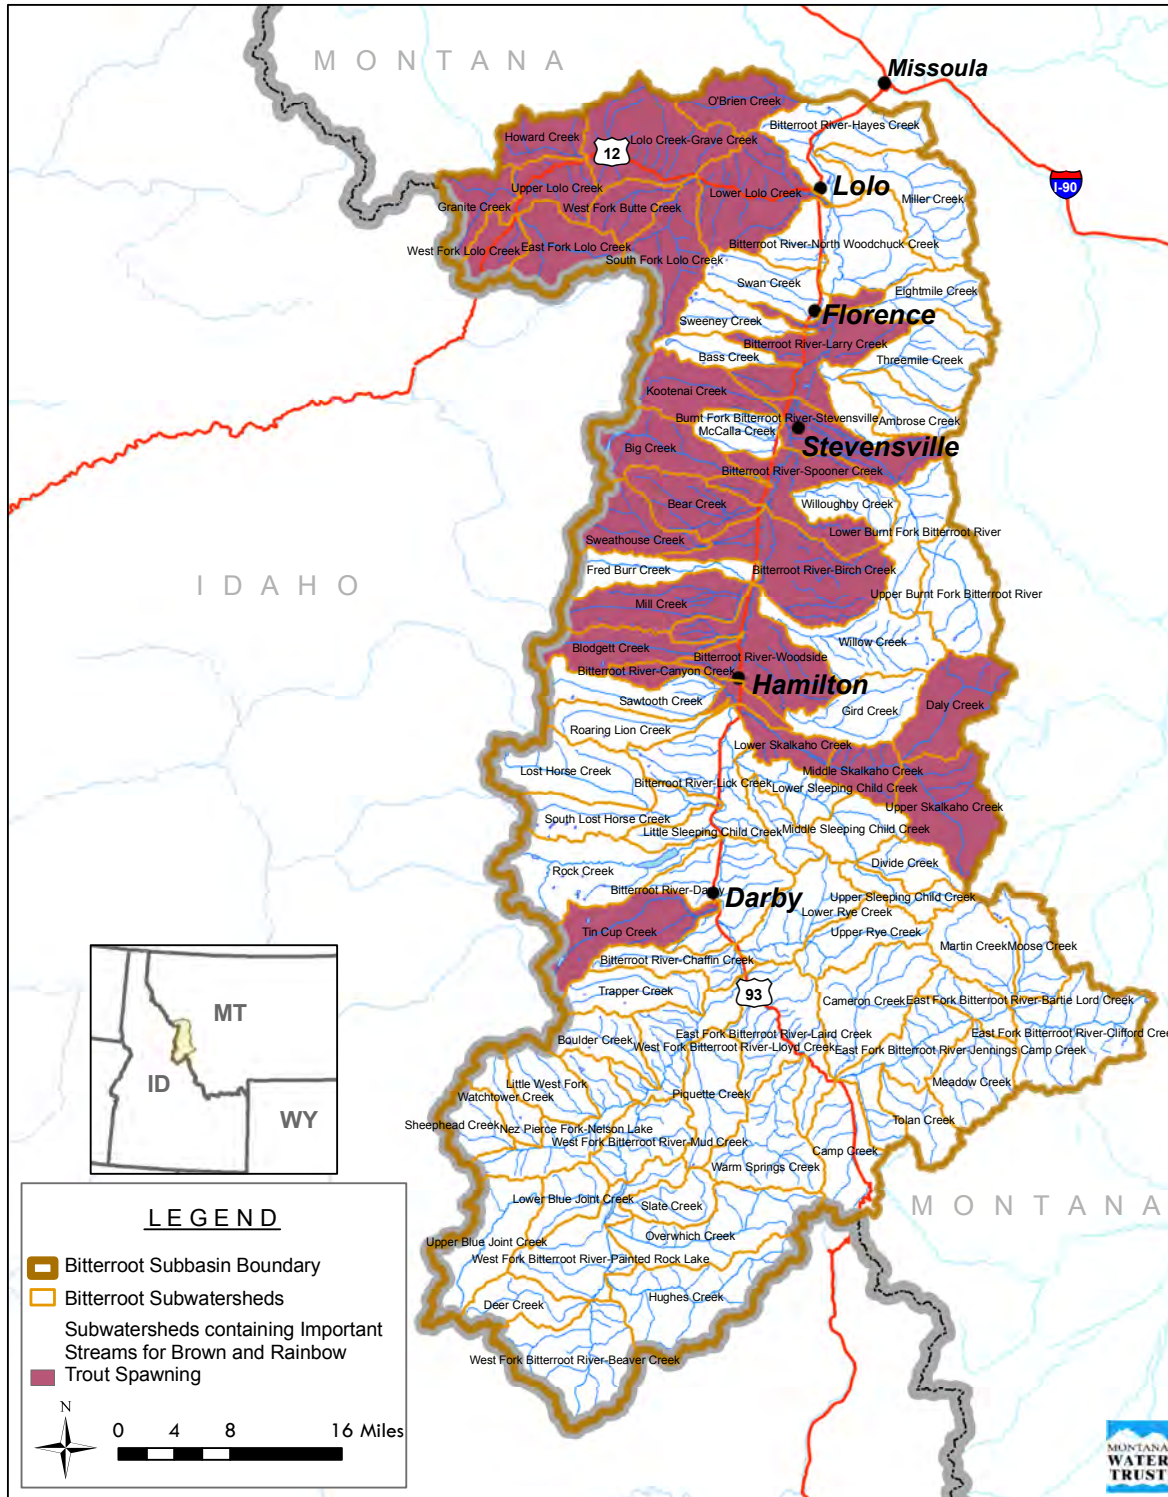 MONTANA
Missoula
O'Brien Creek
Bitterroot River-Hayes Creek
Howard Creek
Lolo Creek-Grave Creek
12
I-90
Upper Lolo Creek
Lower Lolo Creek
Lolo
Miller Creek
Granite Creek
West Fork Butte Creek
West Fork Lolo Creek
East Fork Lolo Creek
Bitterroot River-North Woodchuck Creek
South Fork Lolo Creek
Swan Creek
Eightmile Creek
Sweeney Creek
Florence
Bitterroot River-Larry Creek
Bass Creek
Threemile Creek
Kootenai Creek
Burnt Fork Bitterroot River-Stevensville
Ambrose Creek
McCalla Creek
Big Creek
Stevensville
Bitterroot River-Spooner Creek
Bear Creek
Willoughby Creek
Lower Burnt Fork Bitterroot River
Sweathouse Creek
Fred Burr Creek
Bitterroot River-Birch Creek
IDAHO
Upper Burnt Fork Bitterroot River
Mill Creek
Willow Creek
Blodgett Creek
Bitterroot River-Woodside
Bitterroot River-Canyon Creek
Hamilton
Sawtooth Creek
Gird Creek
Daly Creek
Roaring Lion Creek
Lower Skalkaho Creek
Lost Horse Creek
Middle Skalkaho Creek
Bitterroot River-Lick Creek
Lower Sleeping Child Creek
Upper Skalkaho Creek
South Lost Horse Creek
Little Sleeping Child Creek
Middle Sleeping Child Creek
Rock Creek
Divide Creek
Bitterroot River-Darby
Darby
Upper Sleeping Child Creek
Lower Rye Creek
Tin Cup Creek
Upper Rye Creek
Martin Creek
Moose Creek
Bitterroot River-Chaffin Creek
Trapper Creek
93
Cameron Creek
East Fork Bitterroot River-Bartie Lord Creek
Boulder Creek
East Fork Bitterroot River-Laird Creek
East Fork Bitterroot River-Clifford Cree
West Fork Bitterroot River-Lloyd Creek
East Fork Bitterroot River-Jennings Camp Creek
Little West Fork
Meadow Creek
Watchtower Creek
Piquette Creek
Sheephead Creek
Nez Pierce Fork-Nelson Lake
Tolan Creek
West Fork Bitterroot River-Mud Creek
Camp Creek
Warm Springs Creek
Lower Blue Joint Creek
Slate Creek
MONTANA
Upper Blue Joint Creek
Overwhich Creek
West Fork Bitterroot River-Painted Rock Lake
Deer Creek
Hughes Creek
West Fork Bitterroot River-Beaver Creek
MT
ID
WY
LEGEND
Bitterroot Subbasin Boundary
Bitterroot Subwatersheds
Subwatersheds containing Important
Streams for Brown and Rainbow
Trout Spawning
N
0 4 8 16 Miles
MONTANA
WATER
TRUST